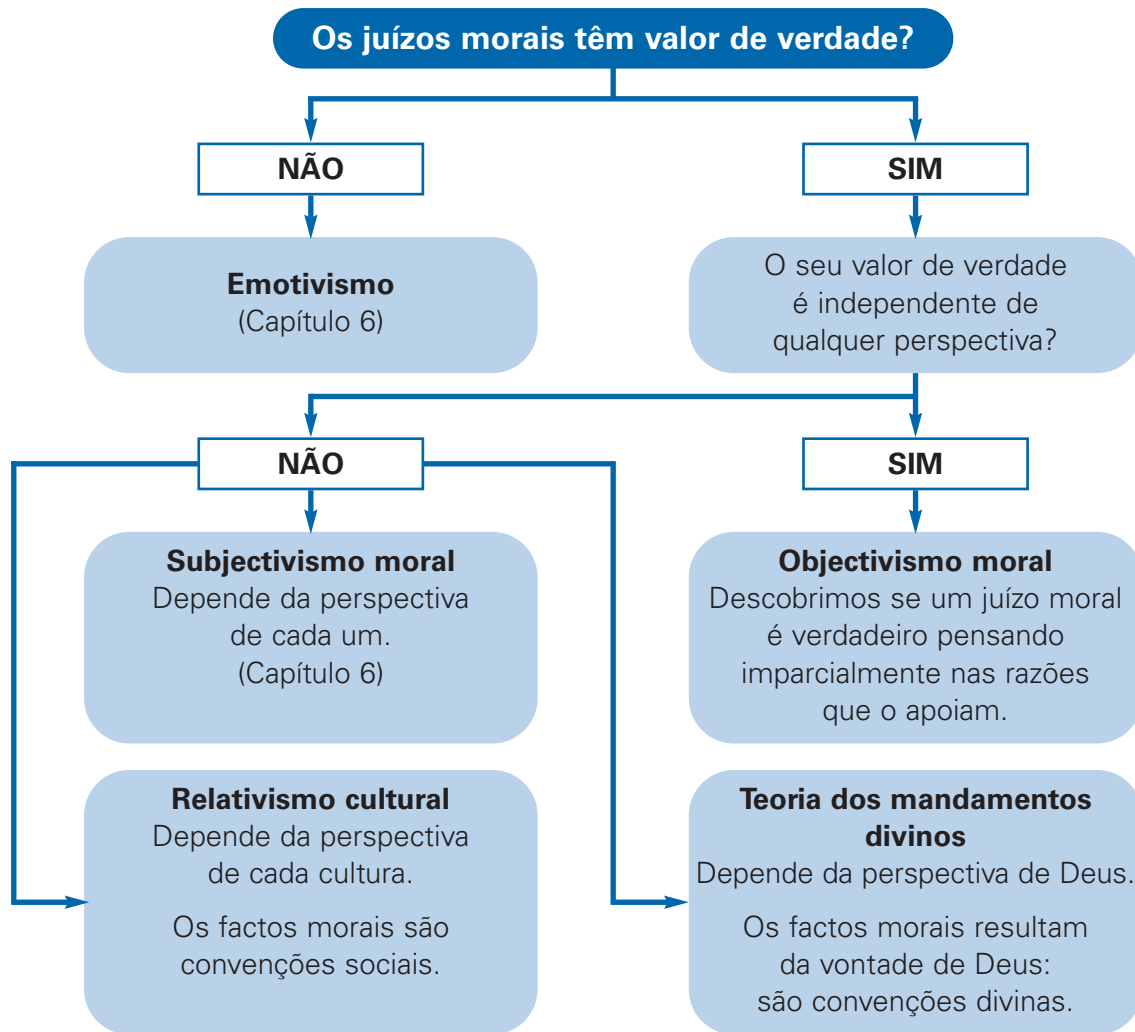 Os juízos morais têm valor de verdade?
NÃO
SIM
Emotivismo
(Capítulo 6)
O seu valor de verdade
é independente de
qualquer perspectiva?
NÃO
SIM
Subjectivismo moral
Depende da perspectiva
de cada um.
(Capítulo 6)
Objectivismo moral
Descobrimos se um juízo moral
é verdadeiro pensando
imparcialmente nas razões
que o apoiam.
Relativismo cultural
Depende da perspectiva
de cada cultura.
Os factos morais são
convenções sociais.
Teoria dos mandamentos
divinos
Depende da perspectiva de Deus.
Os factos morais resultam
da vontade de Deus:
são convenções divinas.